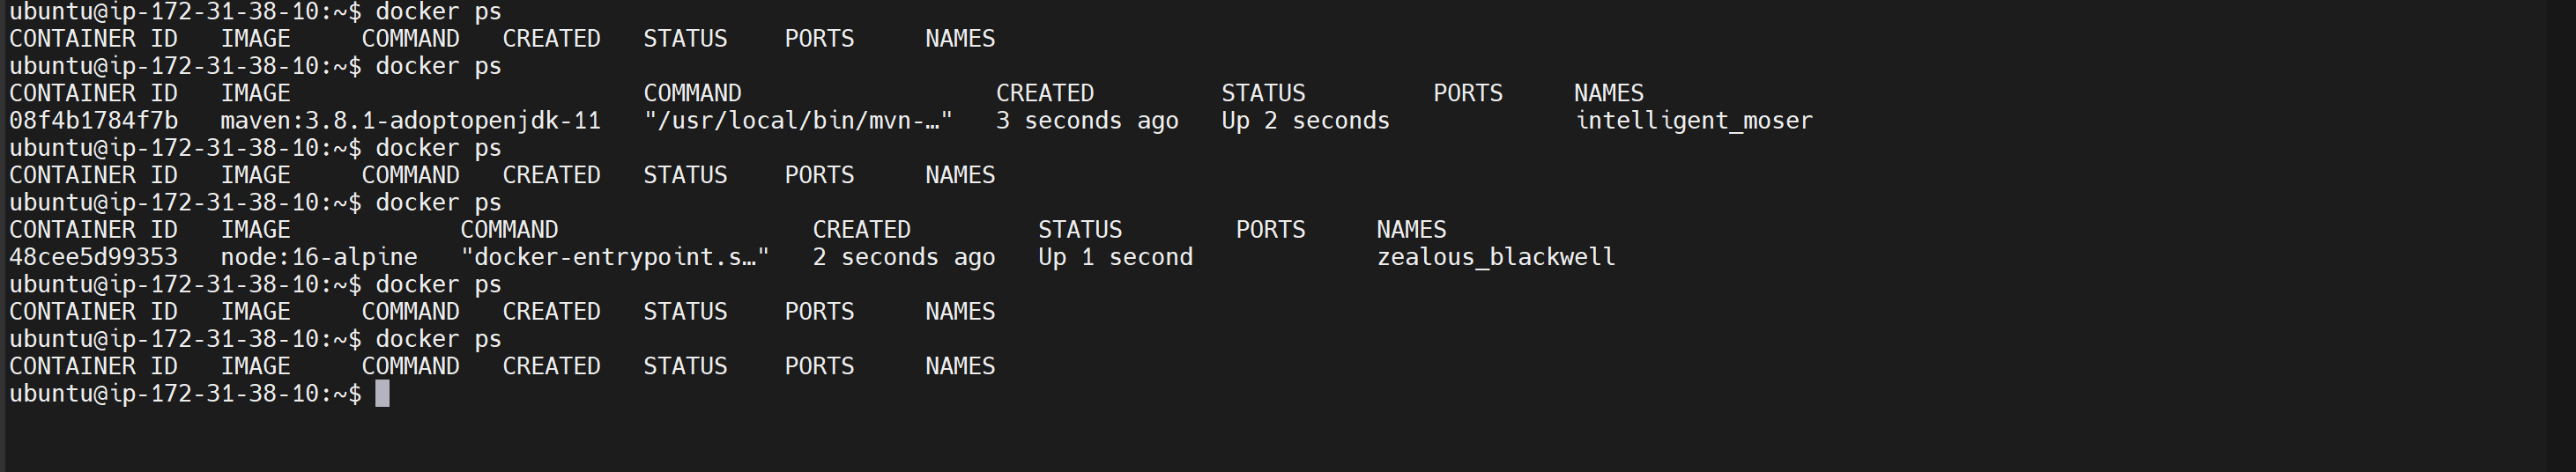 ubuntu@ip-172-31-38-10:~$ docker ps
CONTAINER ID   IMAGE     COMMAND   CREATED   STATUS    PORTS     NAMES
ubuntu@ip-172-31-38-10:~$ docker ps
CONTAINER ID   IMAGE                         COMMAND                  CREATED         STATUS         PORTS     NAMES
08f4b1784f7b   maven:3.8.1-adoptopenjdk-11   "/usr/local/bin/mvn-…"   3 seconds ago   Up 2 seconds             intelligent_moser
ubuntu@ip-172-31-38-10:~$ docker ps
CONTAINER ID   IMAGE     COMMAND   CREATED   STATUS    PORTS     NAMES
ubuntu@ip-172-31-38-10:~$ docker ps
CONTAINER ID   IMAGE            COMMAND                  CREATED         STATUS        PORTS     NAMES
48cee5d99353   node:16-alpine   "docker-entrypoint.s…"   2 seconds ago   Up 1 second             zealous_blackwell
ubuntu@ip-172-31-38-10:~$ docker ps
CONTAINER ID   IMAGE     COMMAND   CREATED   STATUS    PORTS     NAMES
ubuntu@ip-172-31-38-10:~$ docker ps
CONTAINER ID   IMAGE     COMMAND   CREATED   STATUS    PORTS     NAMES
ubuntu@ip-172-31-38-10:~$